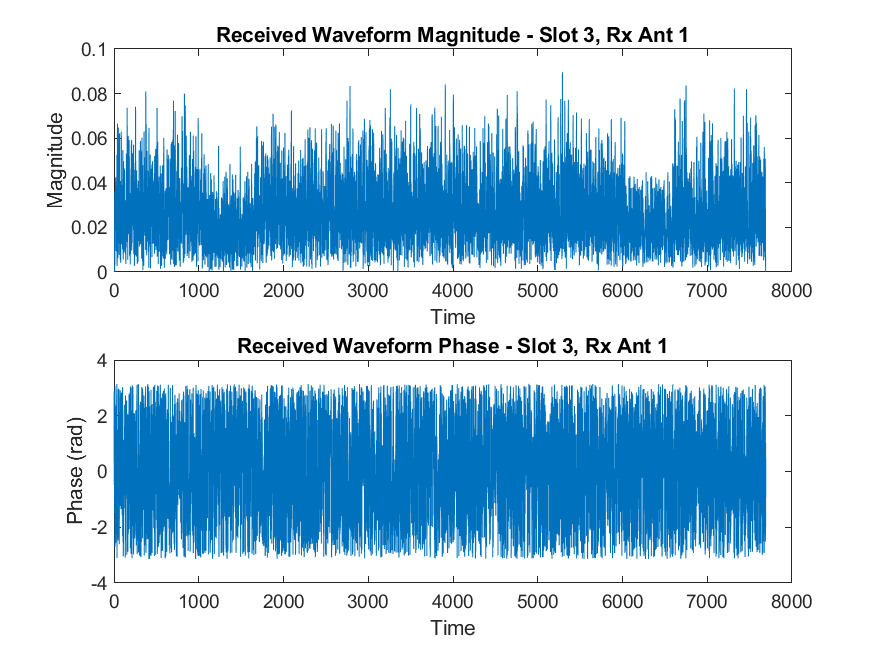 Received Waveform Magnitude - Slot 3, Rx Ant 1
0.1
0.08
0.06
0.04
0.02
0
Magnitude
0 1000 2000 3000 4000 5000 6000 7000 8000
Time
Received Waveform Phase - Slot 3, Rx Ant 1
4
2
0
-2
-4
Phase (rad)
0 1000 2000 3000 4000 5000 6000 7000 8000
Time